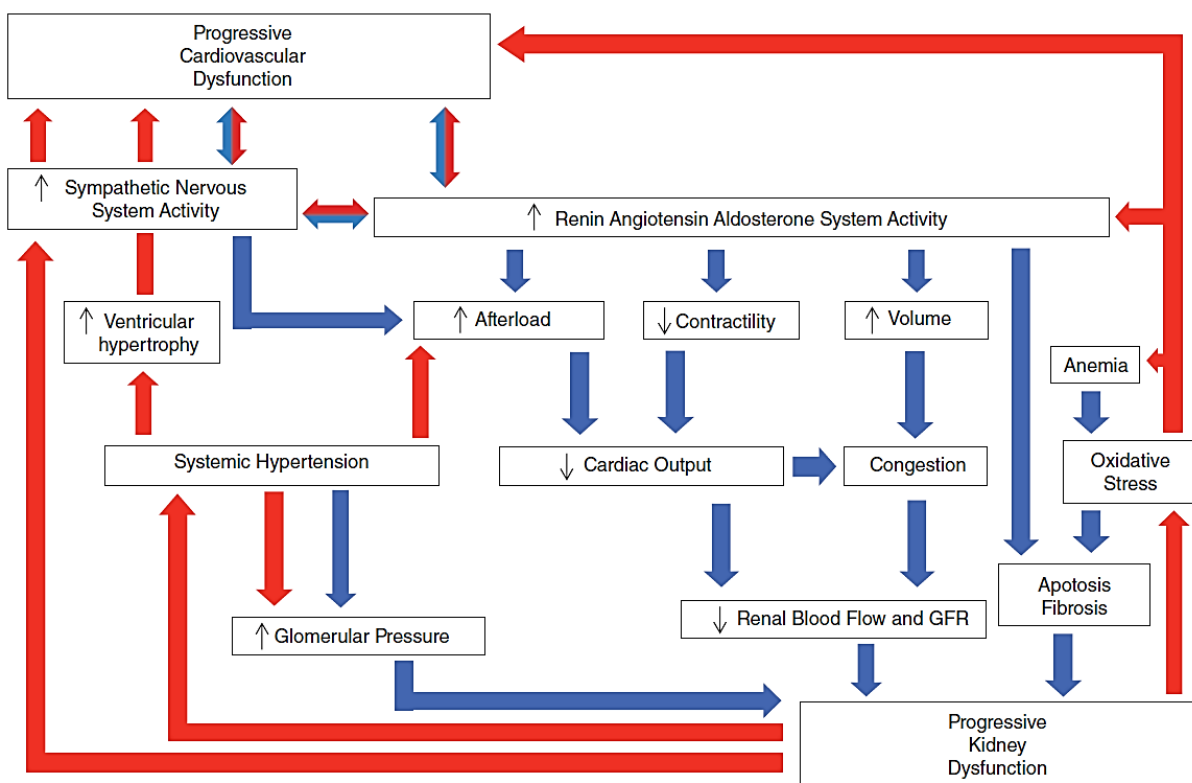 Progressive
Cardiovascular
Dysfunction
↑ Sympathetic Nervous
System Activity
↑ Renin Angiotensin Aldosterone System Activity
↑ Ventricular
hypertrophy
↑ Afterload
↓ Contractility
↑ Volume
Anemia
Systemic Hypertension
↓ Cardiac Output
Congestion
Oxidative
Stress
↑ Glomerular Pressure
↓ Renal Blood Flow and GFR
Apotosis
Fibrosis
Progressive
Kidney
Dysfunction